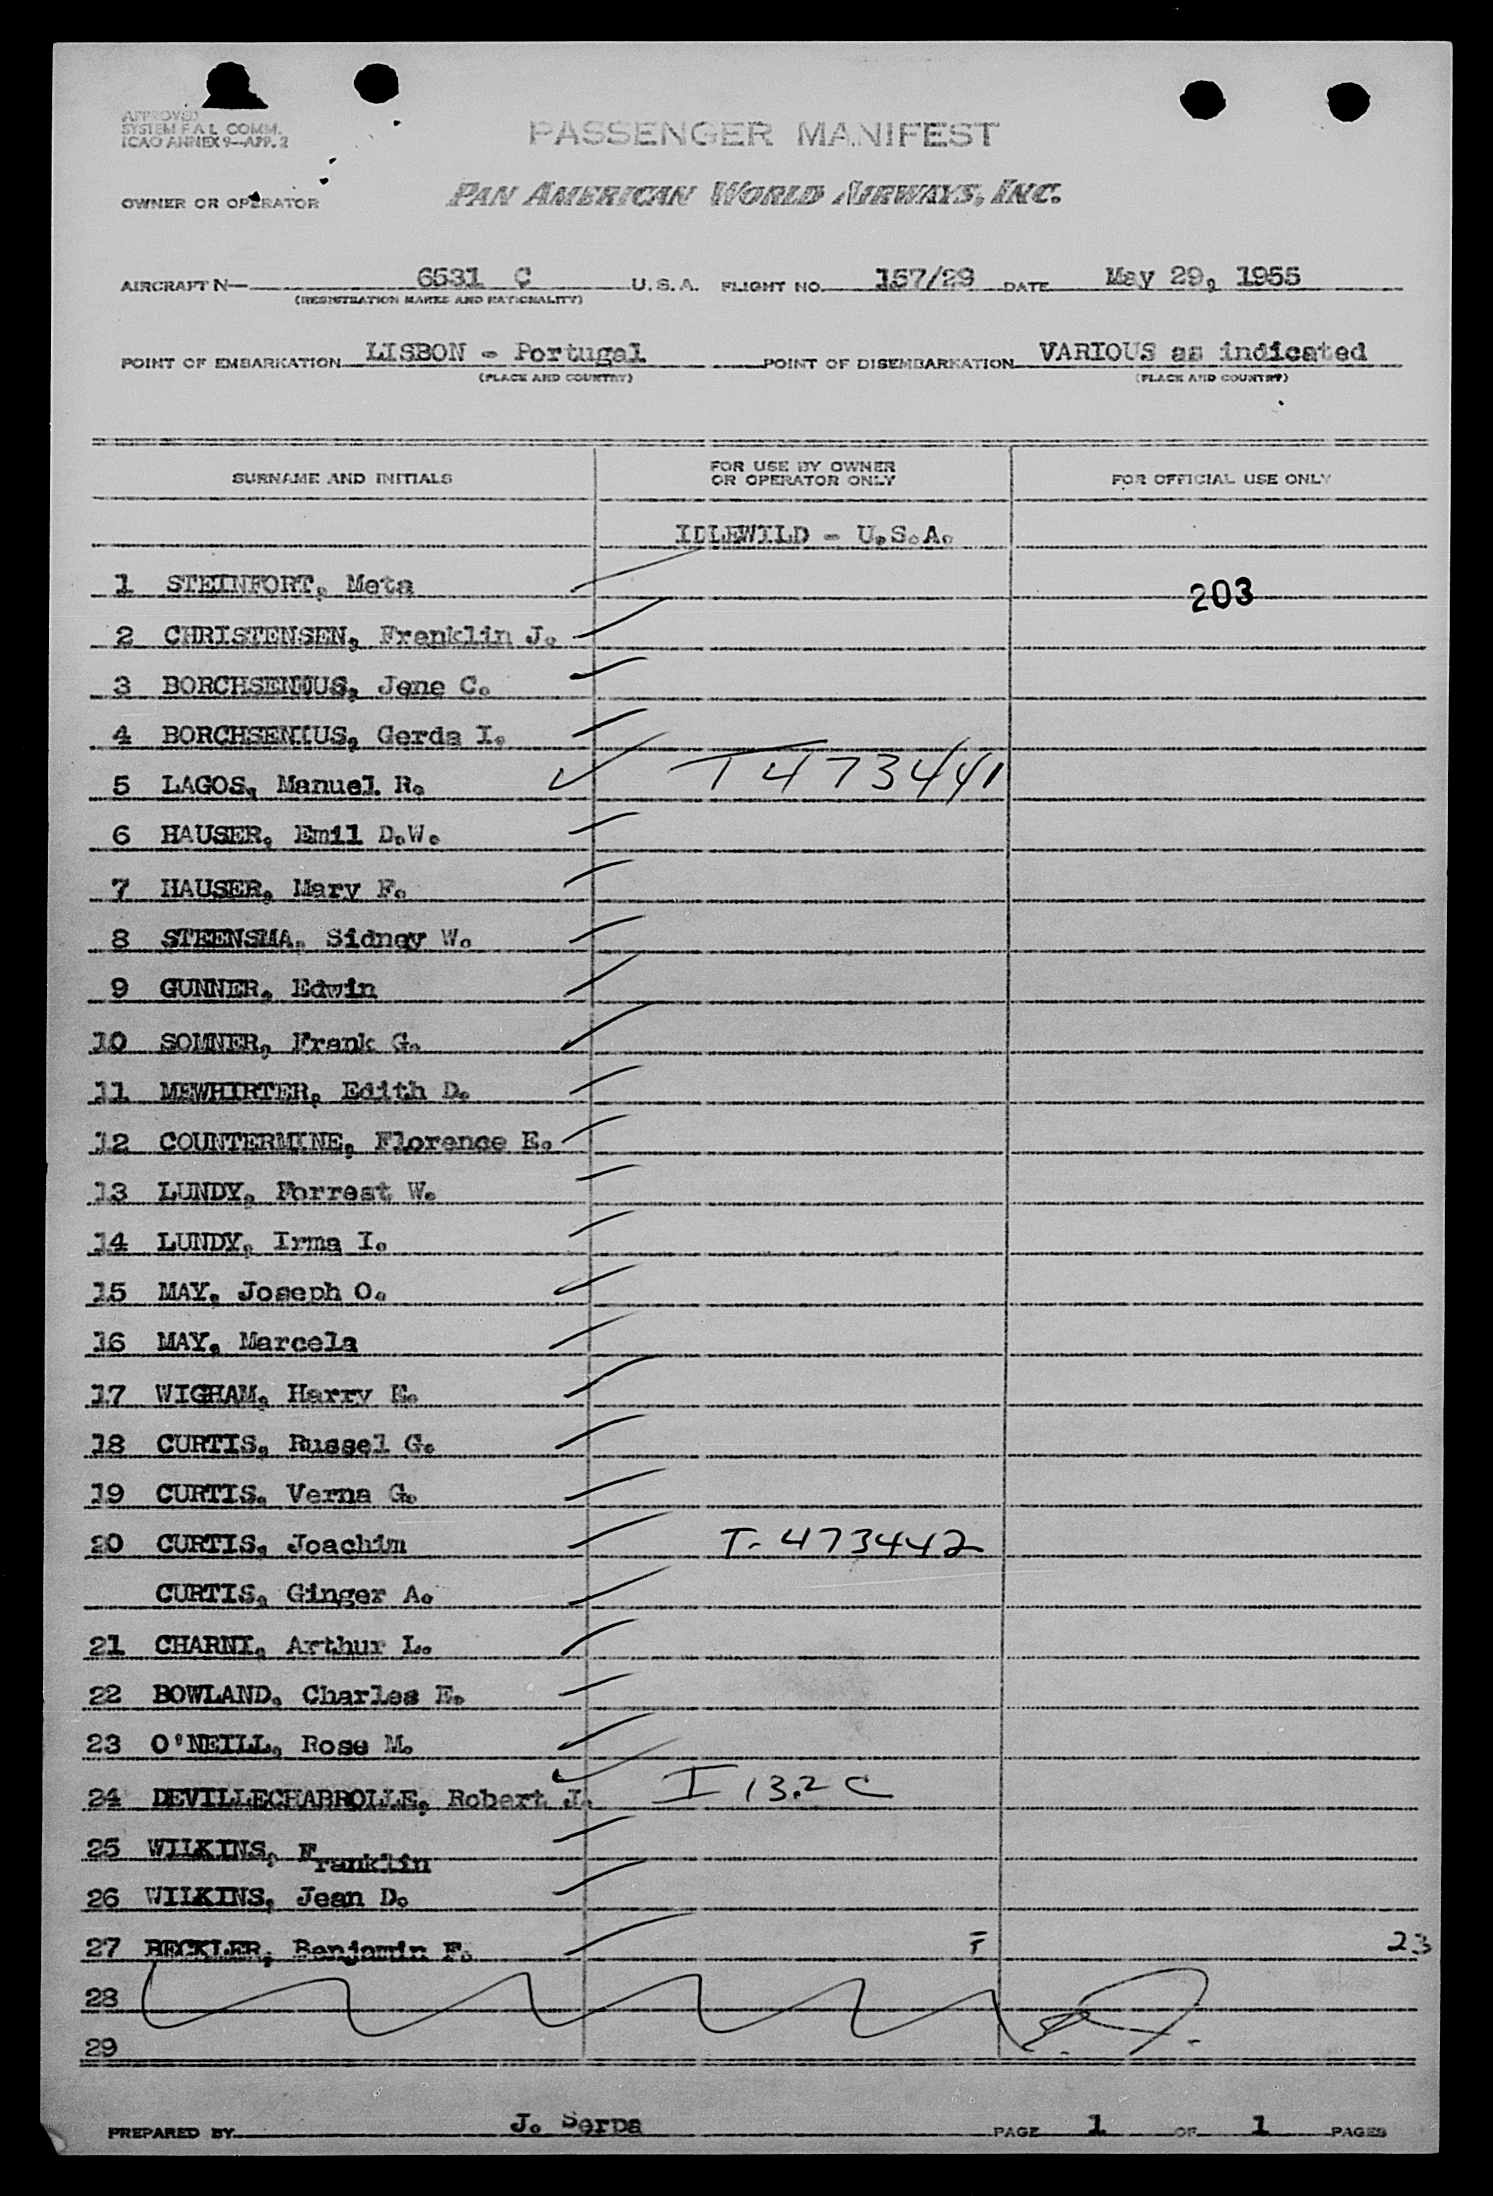 APPROVED
SYSTEM F A L COMM.
ICAO ANNEX 9—APP. 2
PASSENGER MANIFEST
OWNER OR OPERATOR
PAN AMERICAN WORLD AIRWAYS, INC.
AIRCRAFT N— 6531 C U.S.A. FLIGHT NO. 157/29 DATE May 29, 1955
(REGISTRATION MARKS AND NATIONALITY)
POINT OF EMBARKATION LISBON - Portugal POINT OF DISEMBARKATION VARIOUS as indicated
(PLACE AND COUNTRY) (PLACE AND COUNTRY)
SURNAME AND INITIALS FOR USE BY OWNER OR OPERATOR ONLY FOR OFFICIAL USE ONLY
IDLEWILD - U.S.A.
1 STEINFORT, Meta 203
2 CHRISTENSEN, Franklin J.
3 BORCHSENIUS, Jene C.
4 BORCHSENIUS, Gerda I.
5 LAGOS, Manuel R. T473441
6 HAUSER, Emil D.W.
7 HAUSER, Mary F.
8 STEENSMA, Sidney W.
9 GUNNER, Edwin
10 SOMNER, Frank G.
11 MEWHIRTER, Edith D.
12 COUNTERMINE, Florence E.
13 LUNDY, Forrest W.
14 LUNDY, Irma I.
15 MAY, Joseph O.
16 MAY, Marcela
17 WIGHAM, Harry E.
18 CURTIS, Russel G.
19 CURTIS, Verna G.
20 CURTIS, Joachim T-473442
CURTIS, Ginger A.
21 CHARNI, Arthur L.
22 BOWLAND, Charles E.
23 O'NEILL, Rose M.
24 DEVILLECHABROLLE, Robert J. I 132 C
25 WILKINS, Franklin
26 WILKINS, Jean D.
27 BECKLER, Benjamin F. F 23
28
29
PREPARED BY J. Serpa PAGE 1 OF 1 PAGES